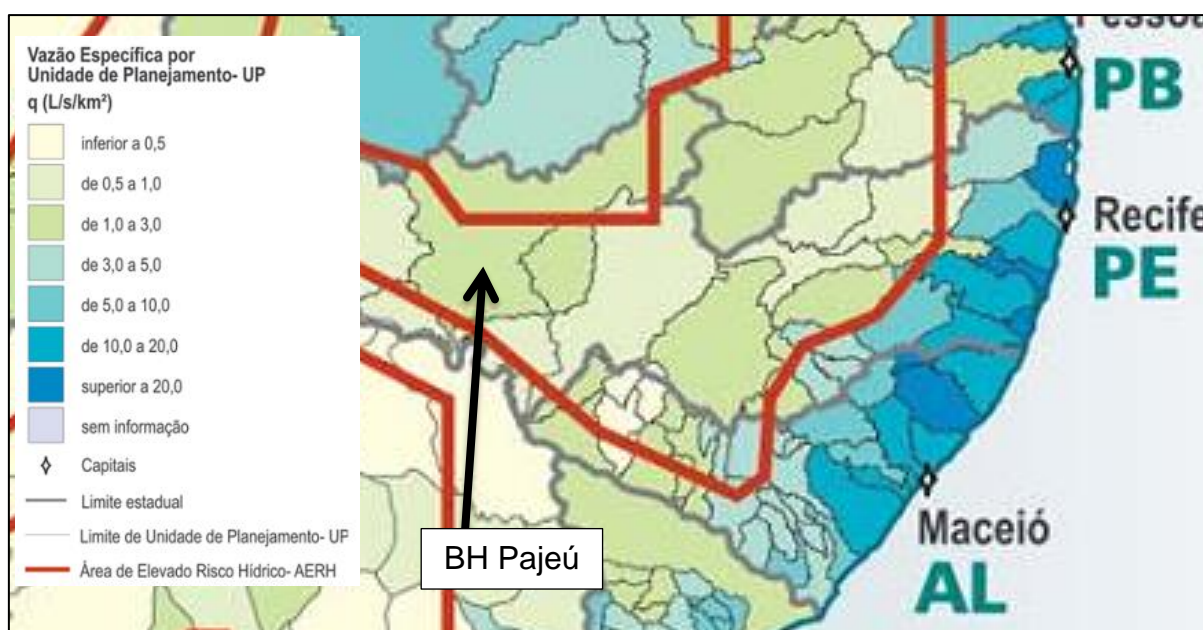 Vazão Específica por
Unidade de Planejamento- UP
q (L/s/km²)
inferior a 0,5
de 0,5 a 1,0
de 1,0 a 3,0
de 3,0 a 5,0
de 5,0 a 10,0
de 10,0 a 20,0
superior a 20,0
sem informação
Capitais
Limite estadual
Limite de Unidade de Planejamento- UP
Área de Elevado Risco Hídrico- AERH
PB
Recife
PE
Maceió
AL
BH Pajeú